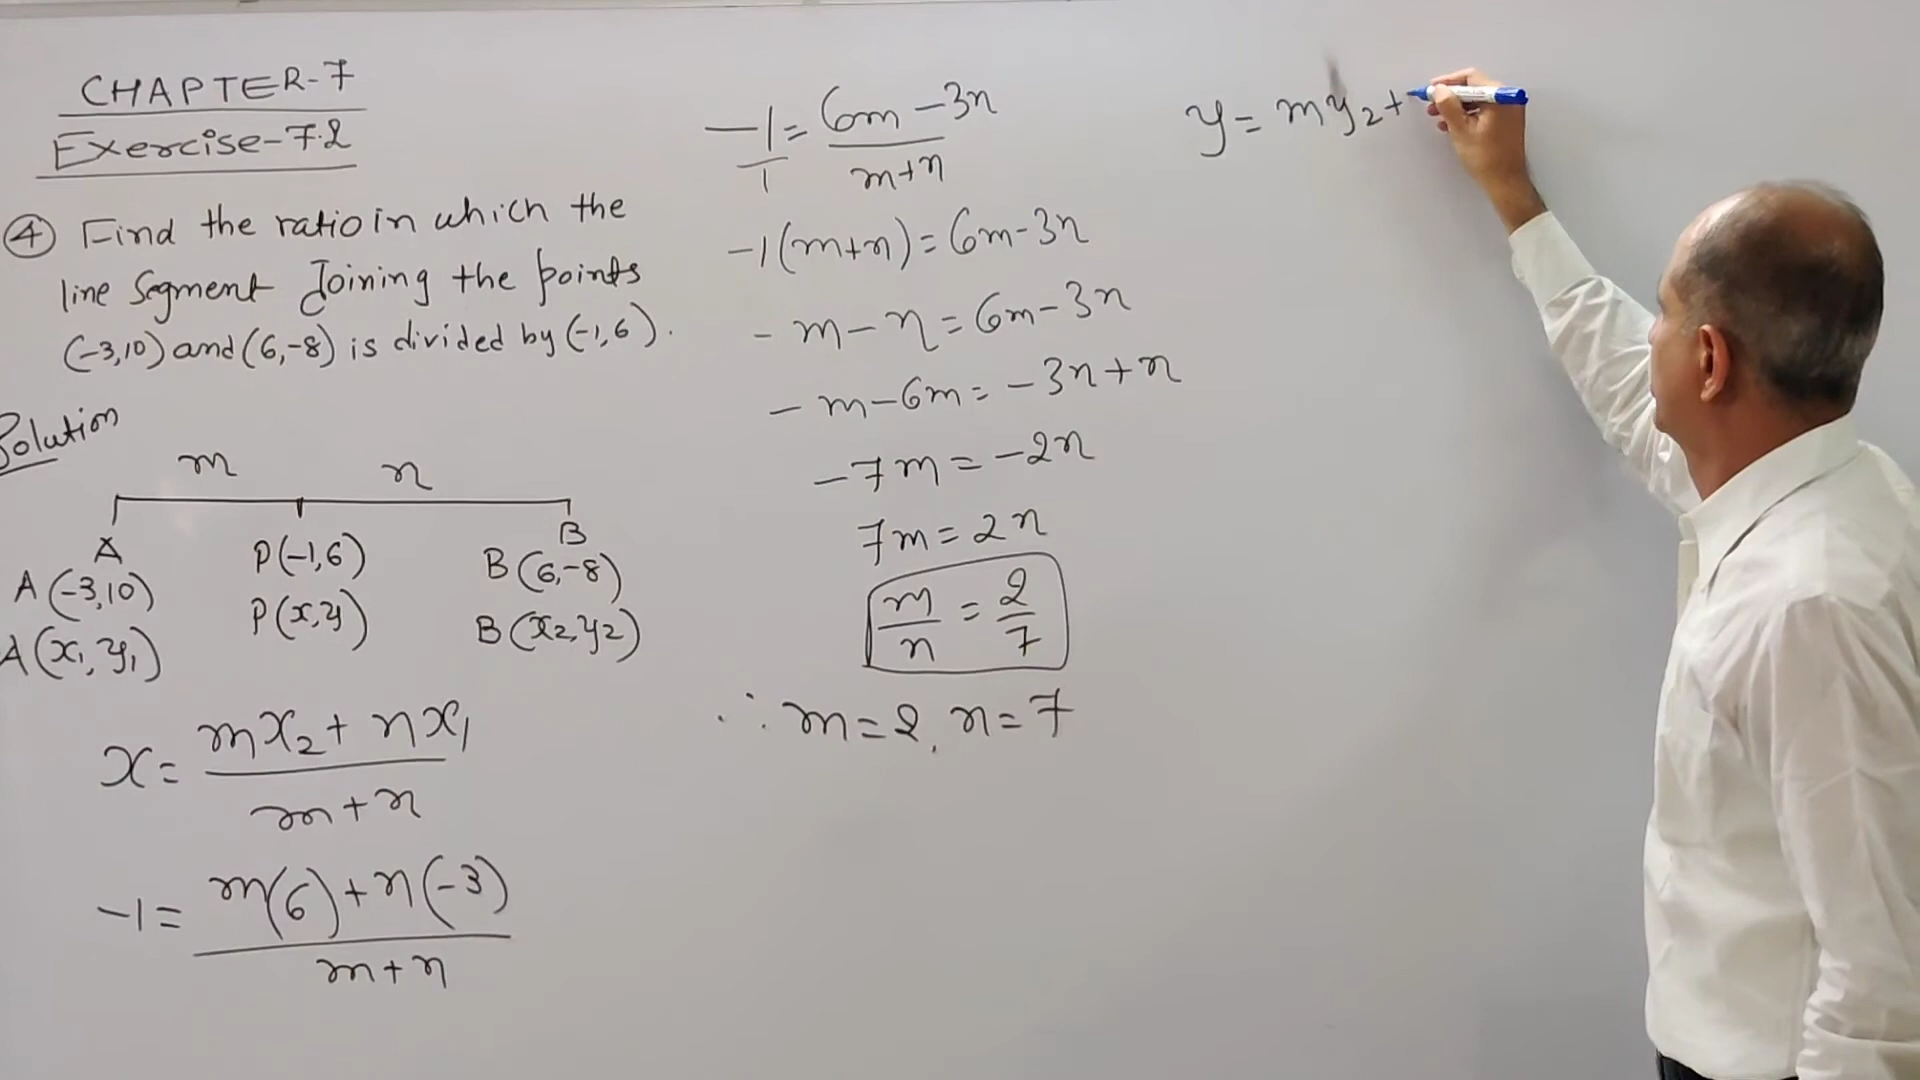 CHAPTER-7
Exercise-7.2
④ Find the ratio in which the
line Segment Joining the points
(-3,10) and (6,-8) is divided by (-1,6).
Solution
m n
A P(-1,6) B
A(-3,10) B(6,-8)
A(x₁, y₁) P(x,y) B(x₂,y₂)
x = mx₂ + nx₁
m+n
-1 = m(6)+n(-3)
m+n
-1 = 6m-3n
1 m+n
-1(m+n) = 6m-3n
-m-n = 6m-3n
-m-6m = -3n+n
-7m = -2n
7m = 2n
m = 2
n 7
∴ m=2, n=7
y = my₂+